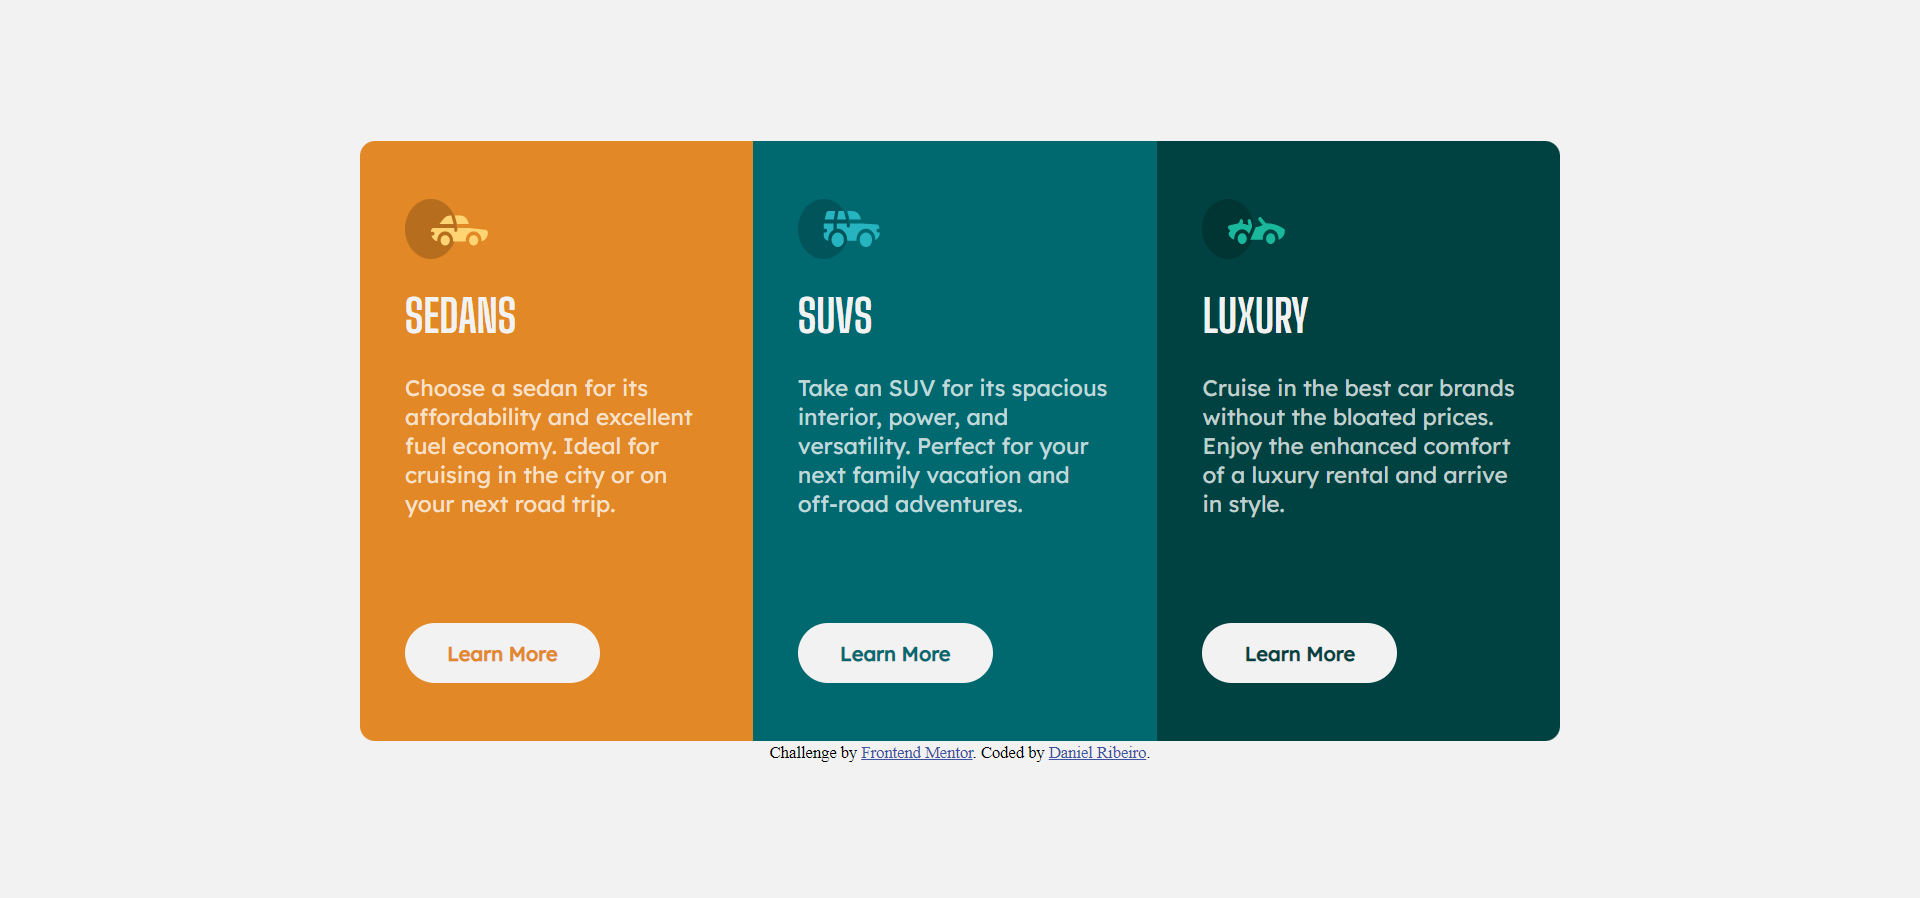 SEDANS
Choose a sedan for its
affordability and excellent
fuel economy. Ideal for
cruising in the city or on
your next road trip.
Learn More
SUVS
Take an SUV for its spacious
interior, power, and
versatility. Perfect for your
next family vacation and
off-road adventures.
Learn More
LUXURY
Cruise in the best car brands
without the bloated prices.
Enjoy the enhanced comfort
of a luxury rental and arrive
in style.
Learn More
Challenge by Frontend Mentor. Coded by Daniel Ribeiro.